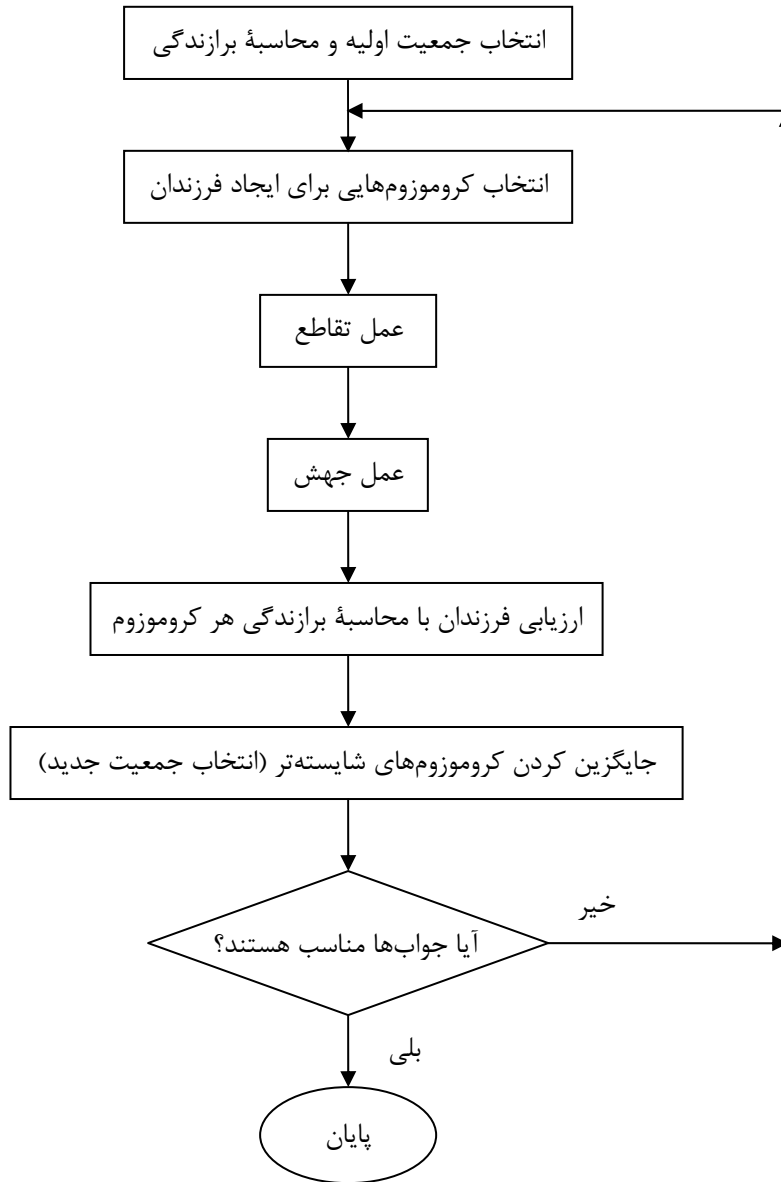 انتخاب جمعیت اولیه و محاسبهٔ برازندگی
انتخاب کروموزوم‌هایی برای ایجاد فرزندان
عمل تقاطع
عمل جهش
ارزیابی فرزندان با محاسبهٔ برازندگی هر کروموزوم
جایگزین کردن کروموزوم‌های شایسته‌تر (انتخاب جمعیت جدید)
خیر
آیا جواب‌ها مناسب هستند؟
بلی
پایان